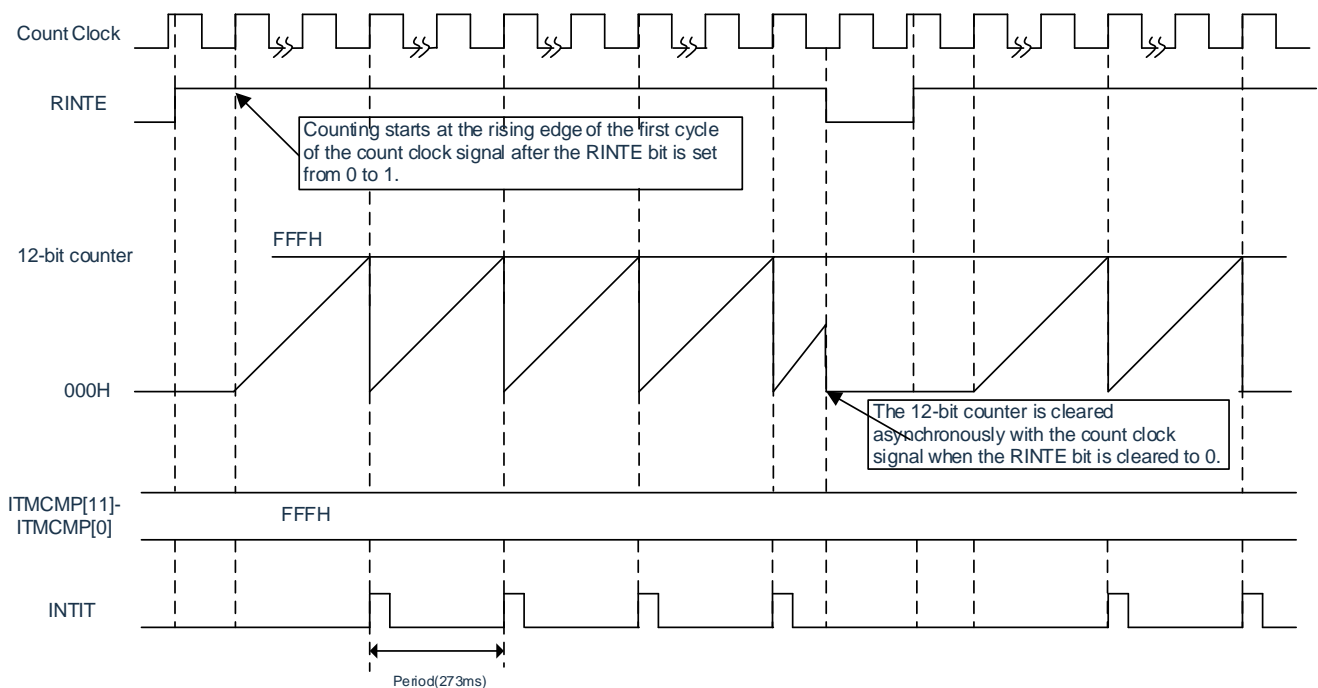 Count Clock
RINTE
Counting starts at the rising edge of the first cycle
of the count clock signal after the RINTE bit is set
from 0 to 1.
FFFH
12-bit counter
000H
The 12-bit counter is cleared
asynchronously with the count clock
signal when the RINTE bit is cleared to 0.
ITMCMP[11]-
ITMCMP[0]
FFFH
INTIT
Period(273ms)